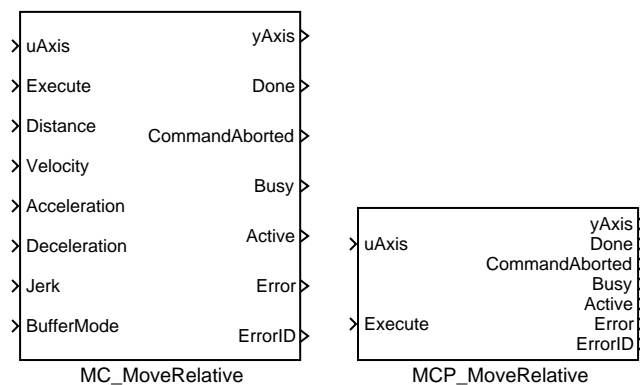 uAxis
Execute
Distance
Velocity
Acceleration
Deceleration
Jerk
BufferMode
yAxis
Done
CommandAborted
Busy
Active
Error
ErrorID
MC_MoveRelative
uAxis
Execute
yAxis
Done
CommandAborted
Busy
Active
Error
ErrorID
MCP_MoveRelative